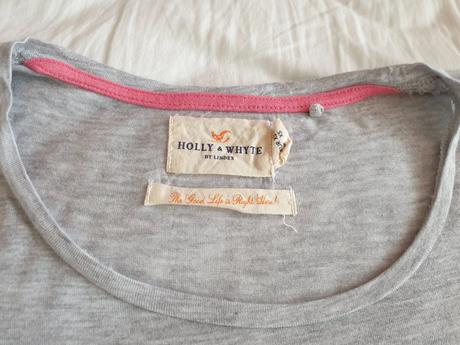 HOLLY & WHYTE
BY LINDEX
The Good Life is Right Here!